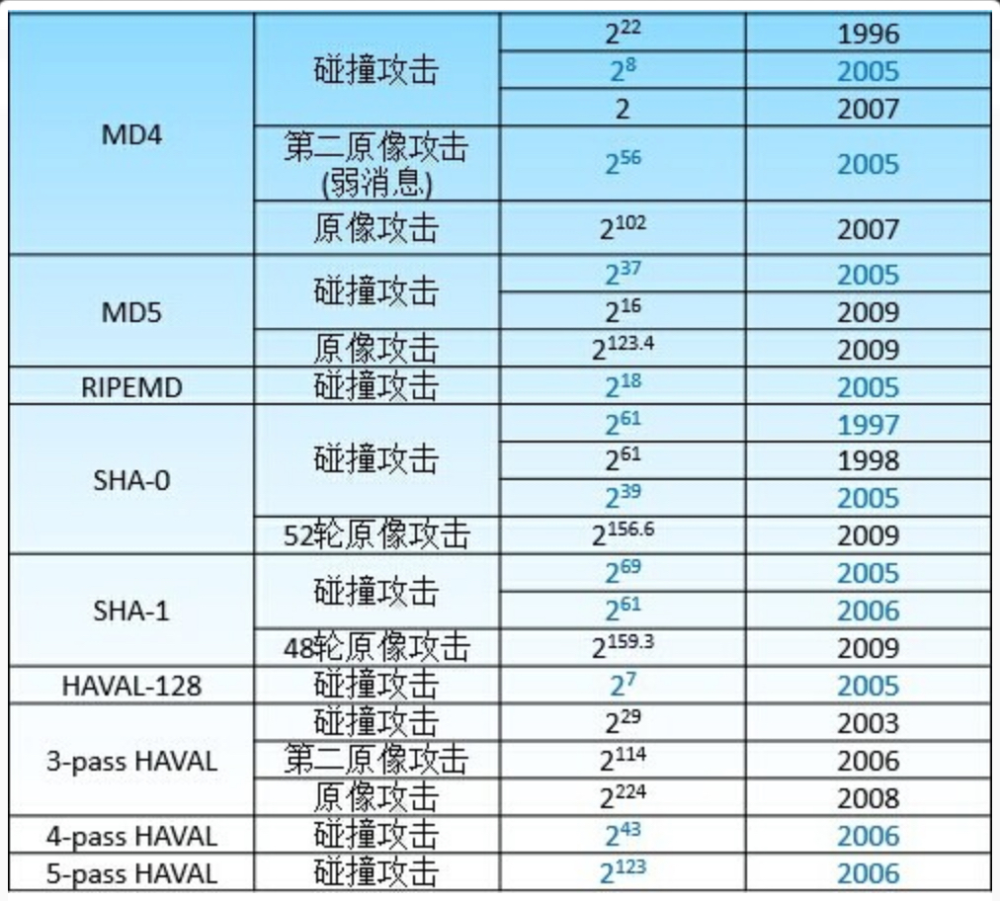 MD4 碰撞攻击 2^22 1996
2^8 2005
2 2007
第二原像攻击
(弱消息) 2^56 2005
原像攻击 2^102 2007
MD5 碰撞攻击 2^37 2005
2^16 2009
原像攻击 2^123.4 2009
RIPEMD 碰撞攻击 2^18 2005
SHA-0 碰撞攻击 2^61 1997
2^61 1998
2^39 2005
52轮原像攻击 2^156.6 2009
SHA-1 碰撞攻击 2^69 2005
2^61 2006
48轮原像攻击 2^159.3 2009
HAVAL-128 碰撞攻击 2^7 2005
3-pass HAVAL 碰撞攻击 2^29 2003
第二原像攻击 2^114 2006
原像攻击 2^224 2008
4-pass HAVAL 碰撞攻击 2^43 2006
5-pass HAVAL 碰撞攻击 2^123 2006